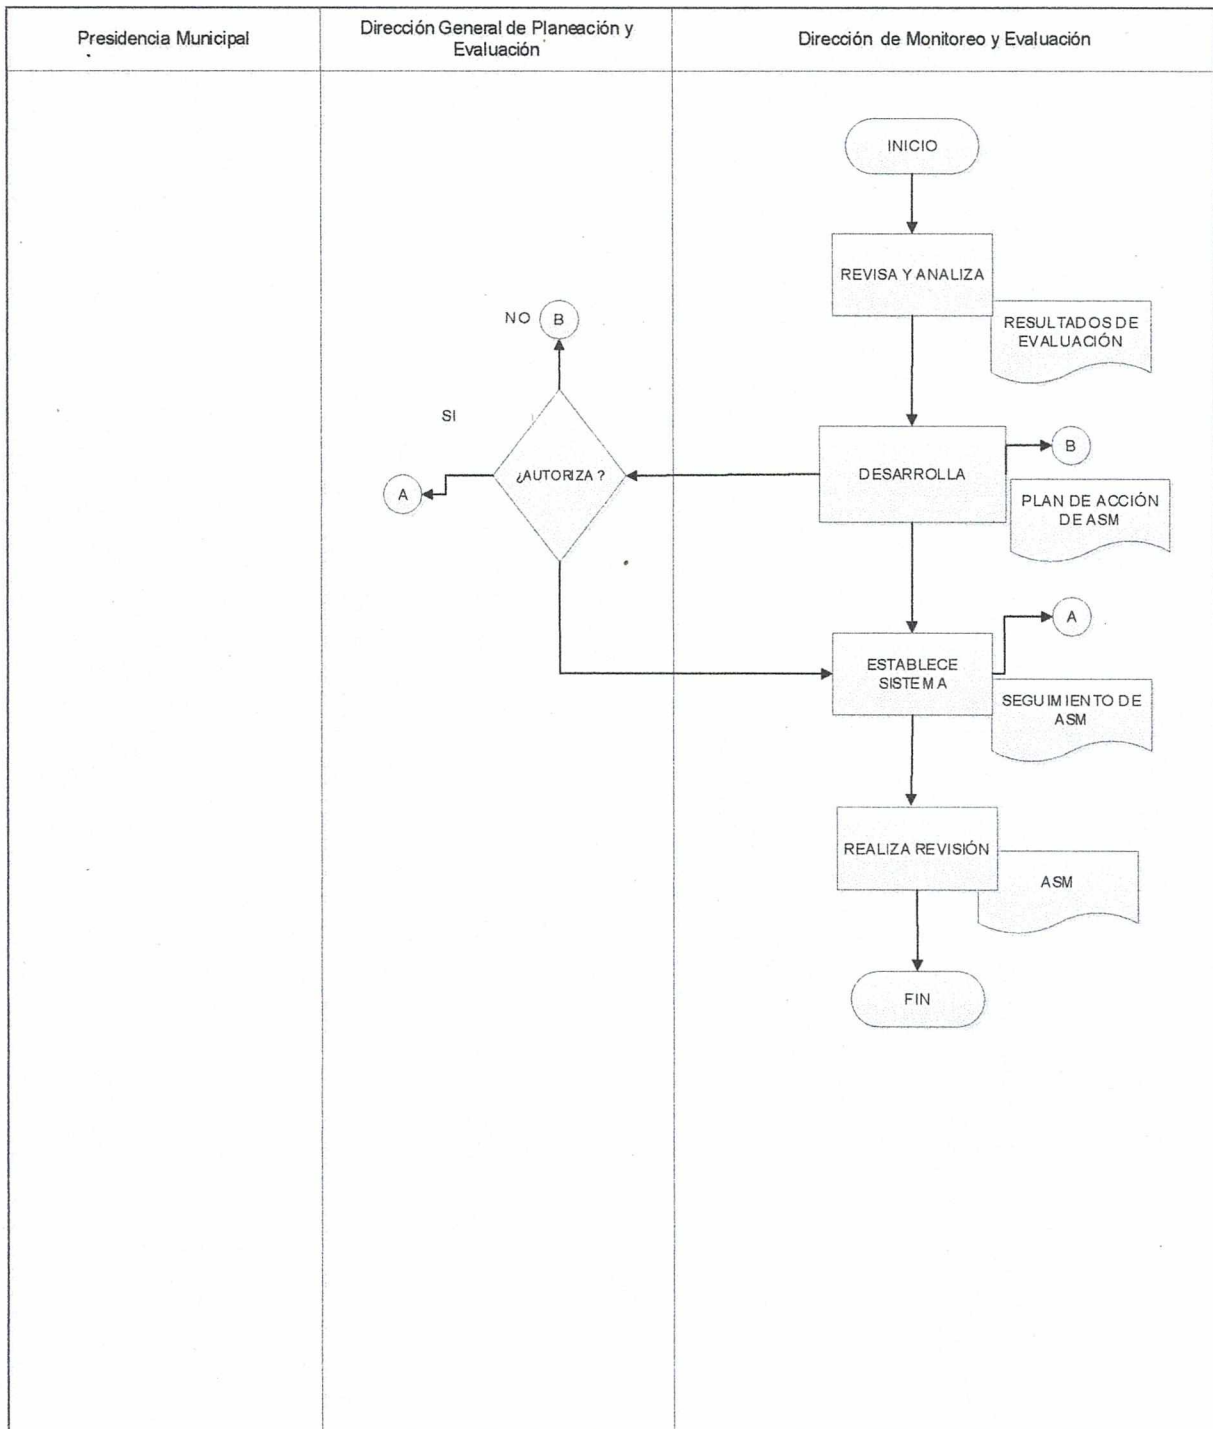 Presidencia Municipal
Dirección General de Planeación y
Evaluación
Dirección de Monitoreo y Evaluación
INICIO
REVISA Y ANALIZA
RESULTADOS DE
EVALUACIÓN
NO
B
SI
¿AUTORIZA?
A
DESARROLLA
B
PLAN DE ACCIÓN
DE ASM
A
ESTABLECE
SISTEMA
SEGUIMIENTO DE
ASM
REALIZA REVISIÓN
ASM
FIN